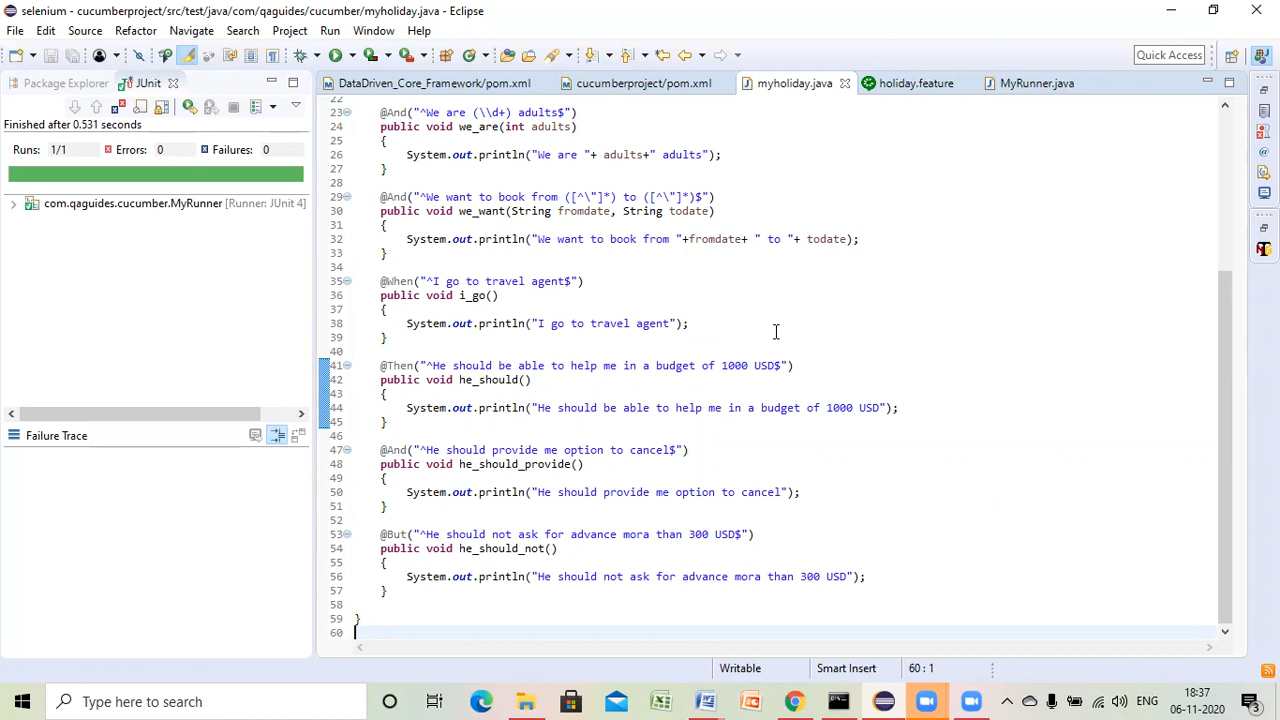 selenium - cucumberproject/src/test/java/com/qaguides/cucumber/myholiday.java - Eclipse
File Edit Source Refactor Navigate Search Project Run Window Help
Quick Access
Package Explorer JUnit
DataDriven_Core_Framework/pom.xml cucumberproject/pom.xml myholiday.java holiday.feature MyRunner.java
Finished after 0.531 seconds
Runs: 1/1 Errors: 0 Failures: 0
com.qaguides.cucumber.MyRunner [Runner: JUnit 4]
Failure Trace
22
23 @And("^We are (\\d+) adults$")
24 public void we_are(int adults)
25 {
26 System.out.println("We are "+ adults+" adults");
27 }
28
29 @And("^We want to book from ([^\"]*) to ([^\"]*)$")
30 public void we_want(String fromdate, String todate)
31 {
32 System.out.println("We want to book from "+fromdate+ " to "+ todate);
33 }
34
35 @When("^I go to travel agent$")
36 public void i_go()
37 {
38 System.out.println("I go to travel agent");
39 }
40
41 @Then("^He should be able to help me in a budget of 1000 USD$")
42 public void he_should()
43 {
44 System.out.println("He should be able to help me in a budget of 1000 USD");
45 }
46
47 @And("^He should provide me option to cancel$")
48 public void he_should_provide()
49 {
50 System.out.println("He should provide me option to cancel");
51 }
52
53 @But("^He should not ask for advance mora than 300 USD$")
54 public void he_should_not()
55 {
56 System.out.println("He should not ask for advance mora than 300 USD");
57 }
58
59 }
60
Writable Smart Insert 60 : 1
Type here to search
ENG
18:37
06-11-2020
3